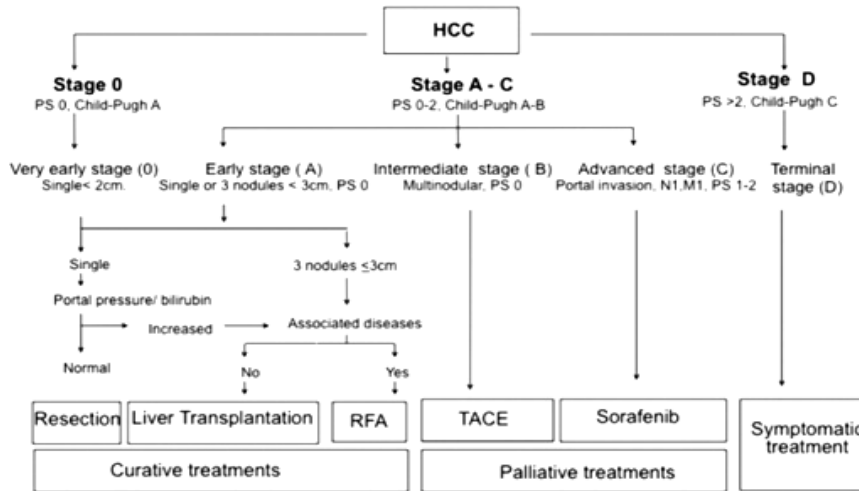 HCC
Stage 0
PS 0, Child-Pugh A
Stage A - C
PS 0-2, Child-Pugh A-B
Stage D
PS >2, Child-Pugh C
Very early stage (0)
Single< 2cm.
Early stage ( A)
Single or 3 nodules < 3cm, PS 0
Intermediate stage ( B)
Multinodular, PS 0
Advanced stage (C)
Portal invasion, N1,M1, PS 1-2
Terminal
stage (D)
Single
3 nodules ≤3cm
Portal pressure/ bilirubin
Increased
Associated diseases
Normal
No
Yes
Resection
Liver Transplantation
RFA
TACE
Sorafenib
Symptomatic
treatment
Curative treatments
Palliative treatments